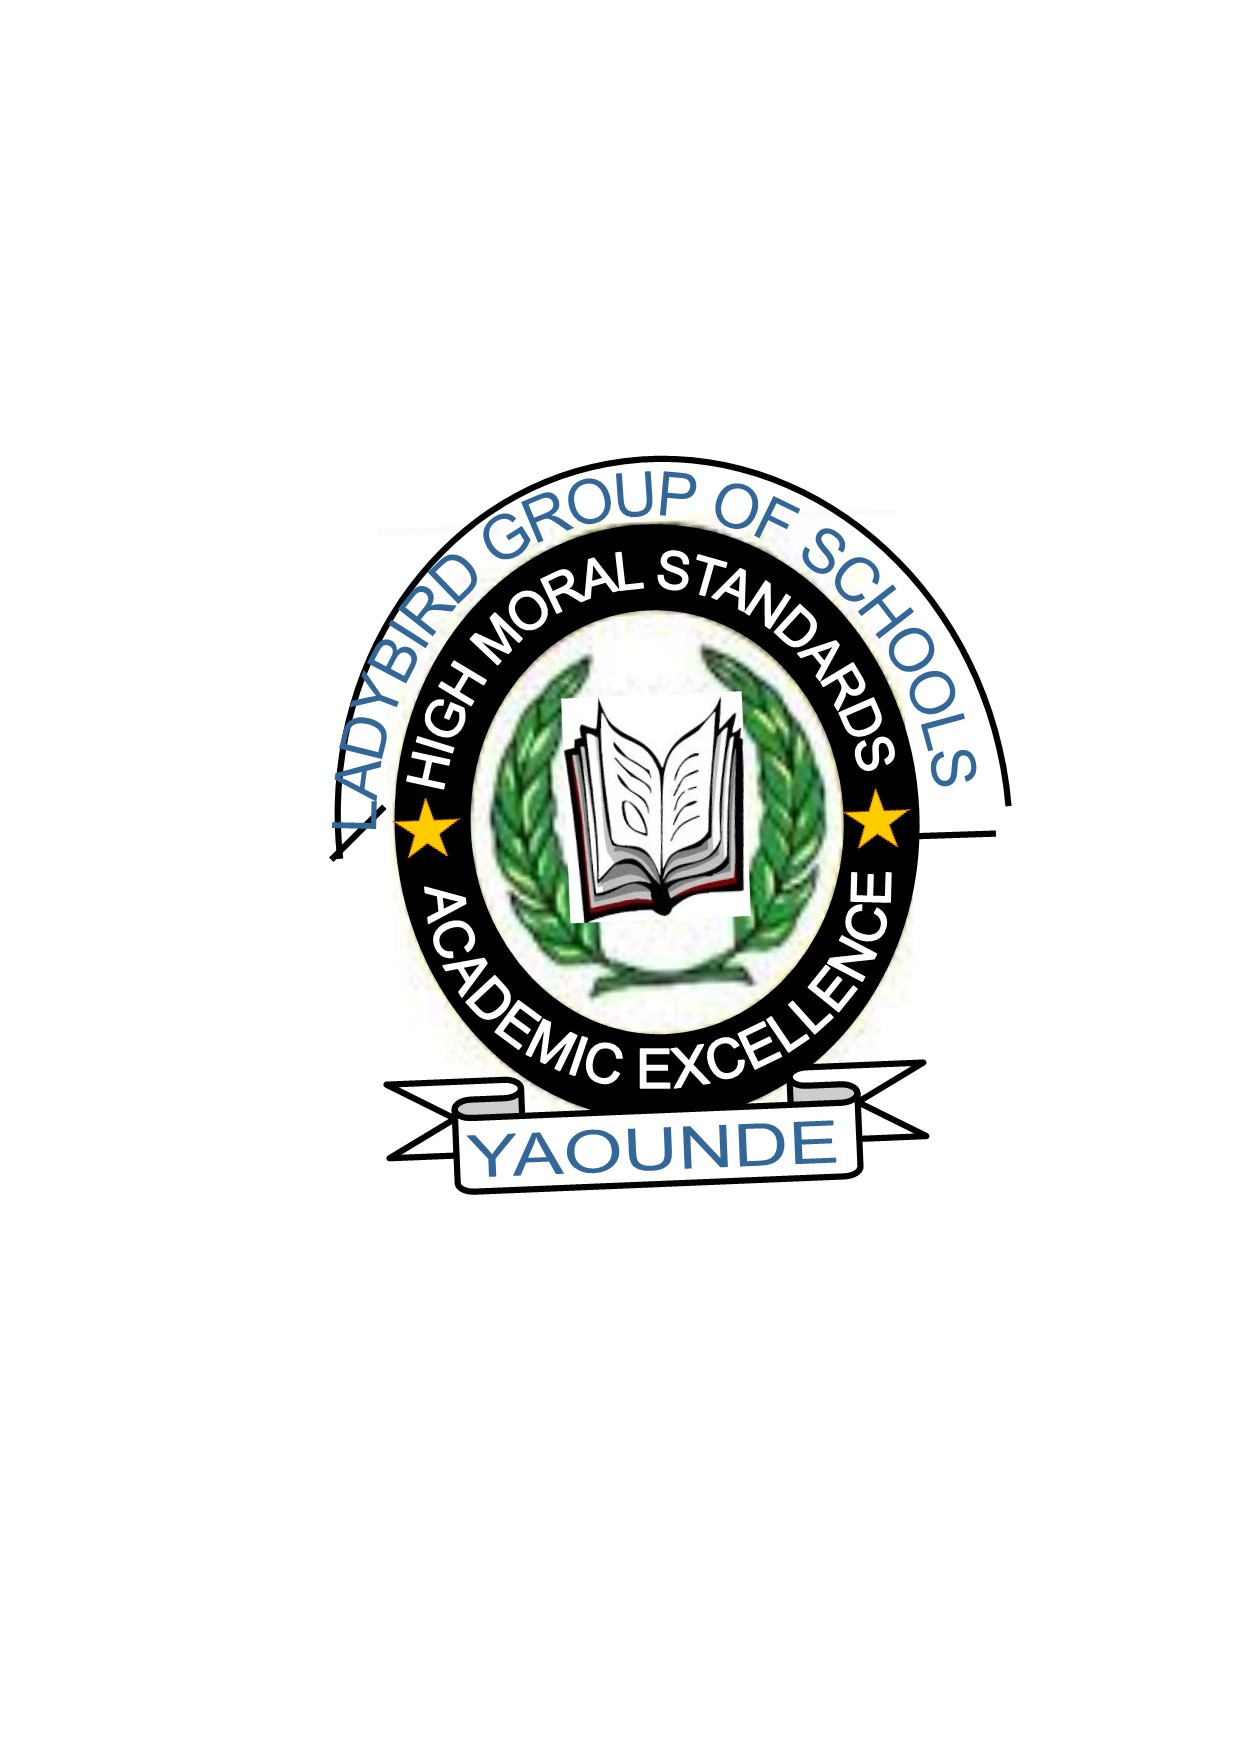 LADYBIRD GROUP OF SCHOOLS
HIGH MORAL STANDARDS
ACADEMIC EXCELLENCE
YAOUNDE